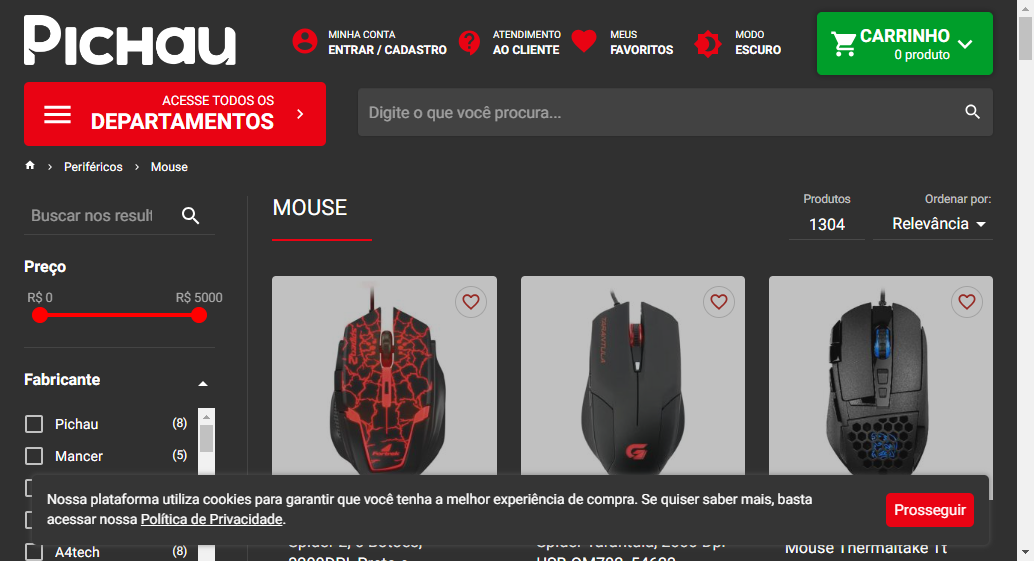 PICHAU
MINHA CONTA
ENTRAR / CADASTRO
ATENDIMENTO
AO CLIENTE
MEUS
FAVORITOS
MODO
ESCURO
CARRINHO
0 produto
ACESSE TODOS OS
DEPARTAMENTOS
Digite o que você procura...
Periféricos
Mouse
Buscar nos result
MOUSE
Produtos
1304
Ordenar por:
Relevância
Preço
R$ 0
R$ 5000
Fabricante
Pichau (8)
Mancer (5)
A4tech (8)
Nossa plataforma utiliza cookies para garantir que você tenha a melhor experiência de compra. Se quiser saber mais, basta
acessar nossa Política de Privacidade.
Prosseguir
Mouse Thermaltake Tt